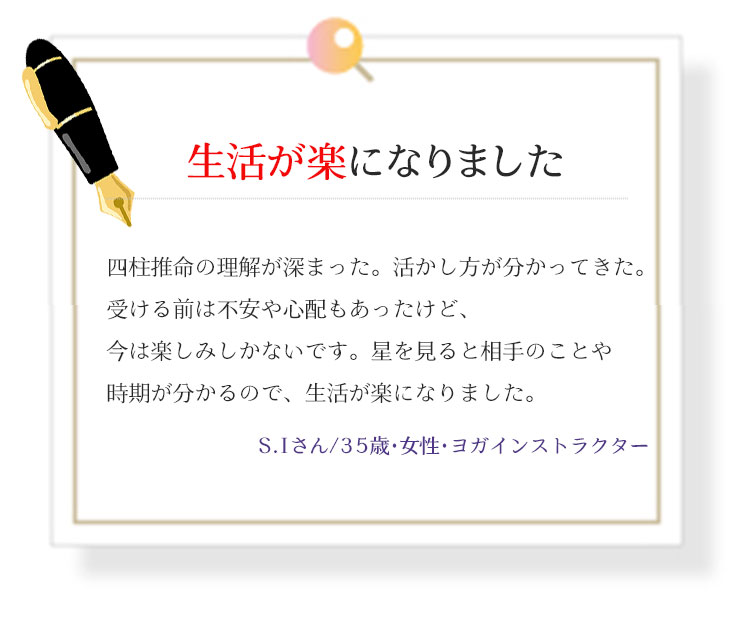 生活が楽になりました
四柱推命の理解が深まった。活かし方が分かってきた。
受ける前は不安や心配もあったけど、
今は楽しみしかないです。星を見ると相手のことや
時期が分かるので、生活が楽になりました。
S.Iさん/35歳・女性・ヨガインストラクター